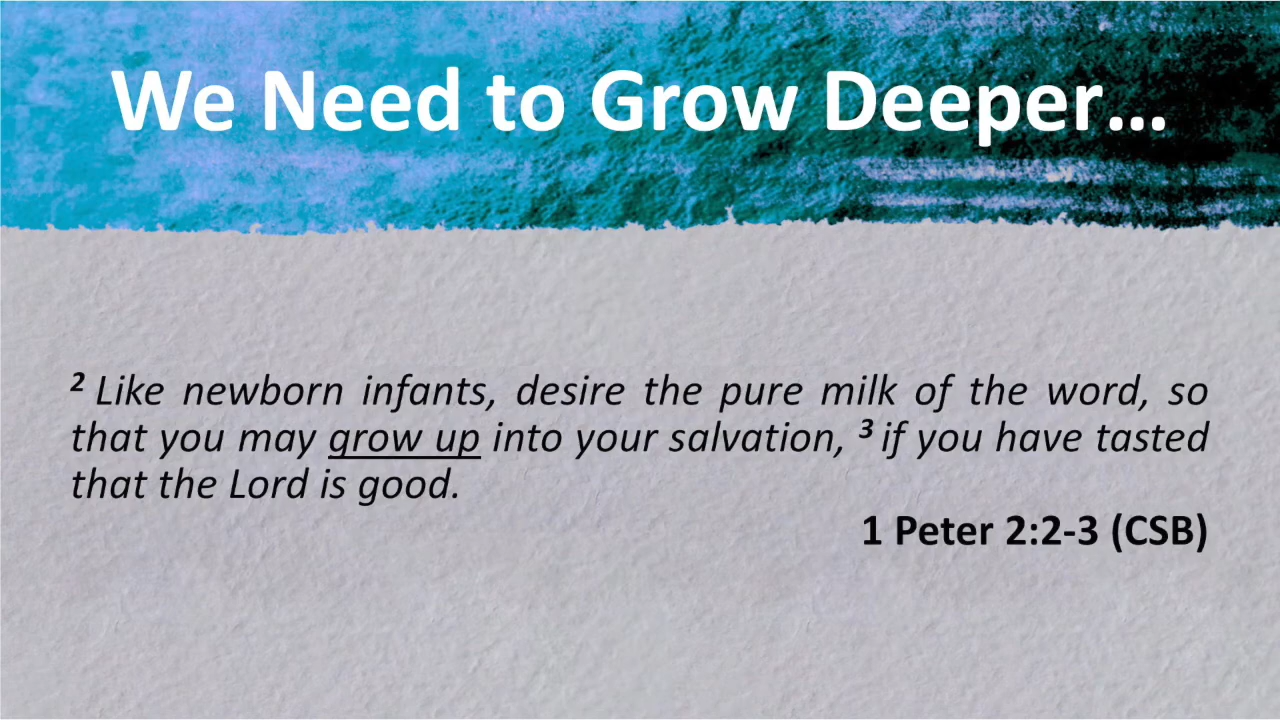 We Need to Grow Deeper…
² Like newborn infants, desire the pure milk of the word, so
that you may grow up into your salvation, ³ if you have tasted
that the Lord is good.
1 Peter 2:2-3 (CSB)